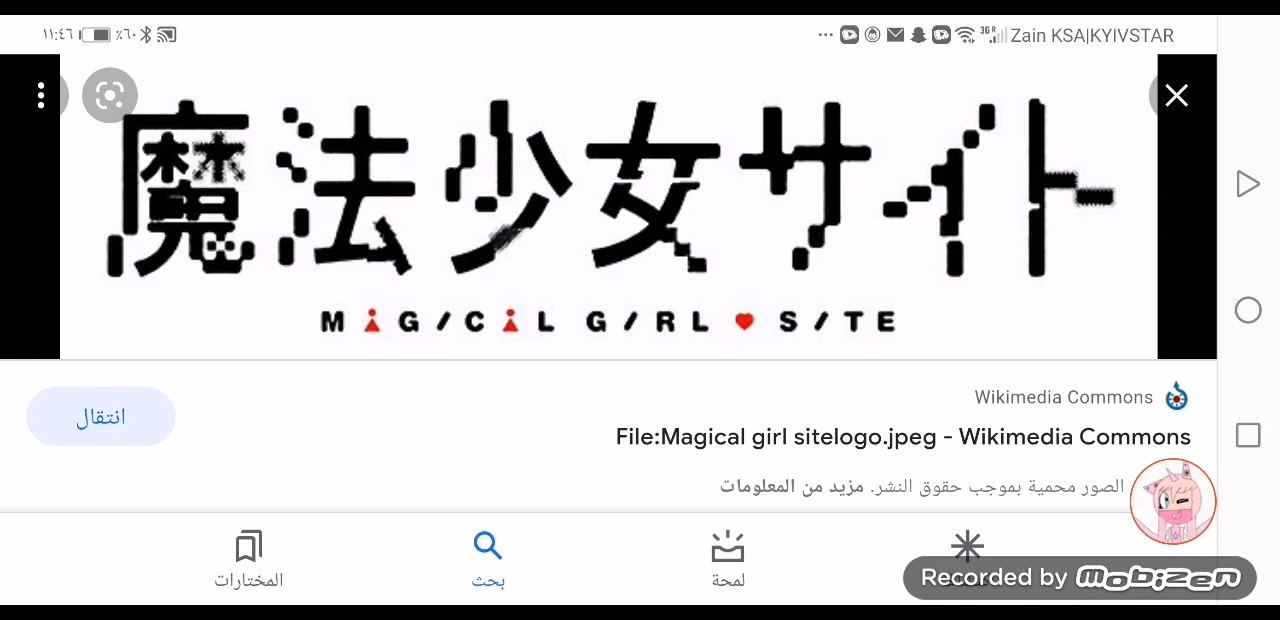 ١١:٤٦ ٪٦٠ ... 3G R Zain KSA|KYIVSTAR
魔法少女サイト
MAGICAL GIRL SITE
Wikimedia Commons
انتقال
File:Magical girl sitelogo.jpeg - Wikimedia Commons
الصور محمية بموجب حقوق النشر. مزيد من المعلومات
المختارات بحث لمحة
Recorded by Mobizen